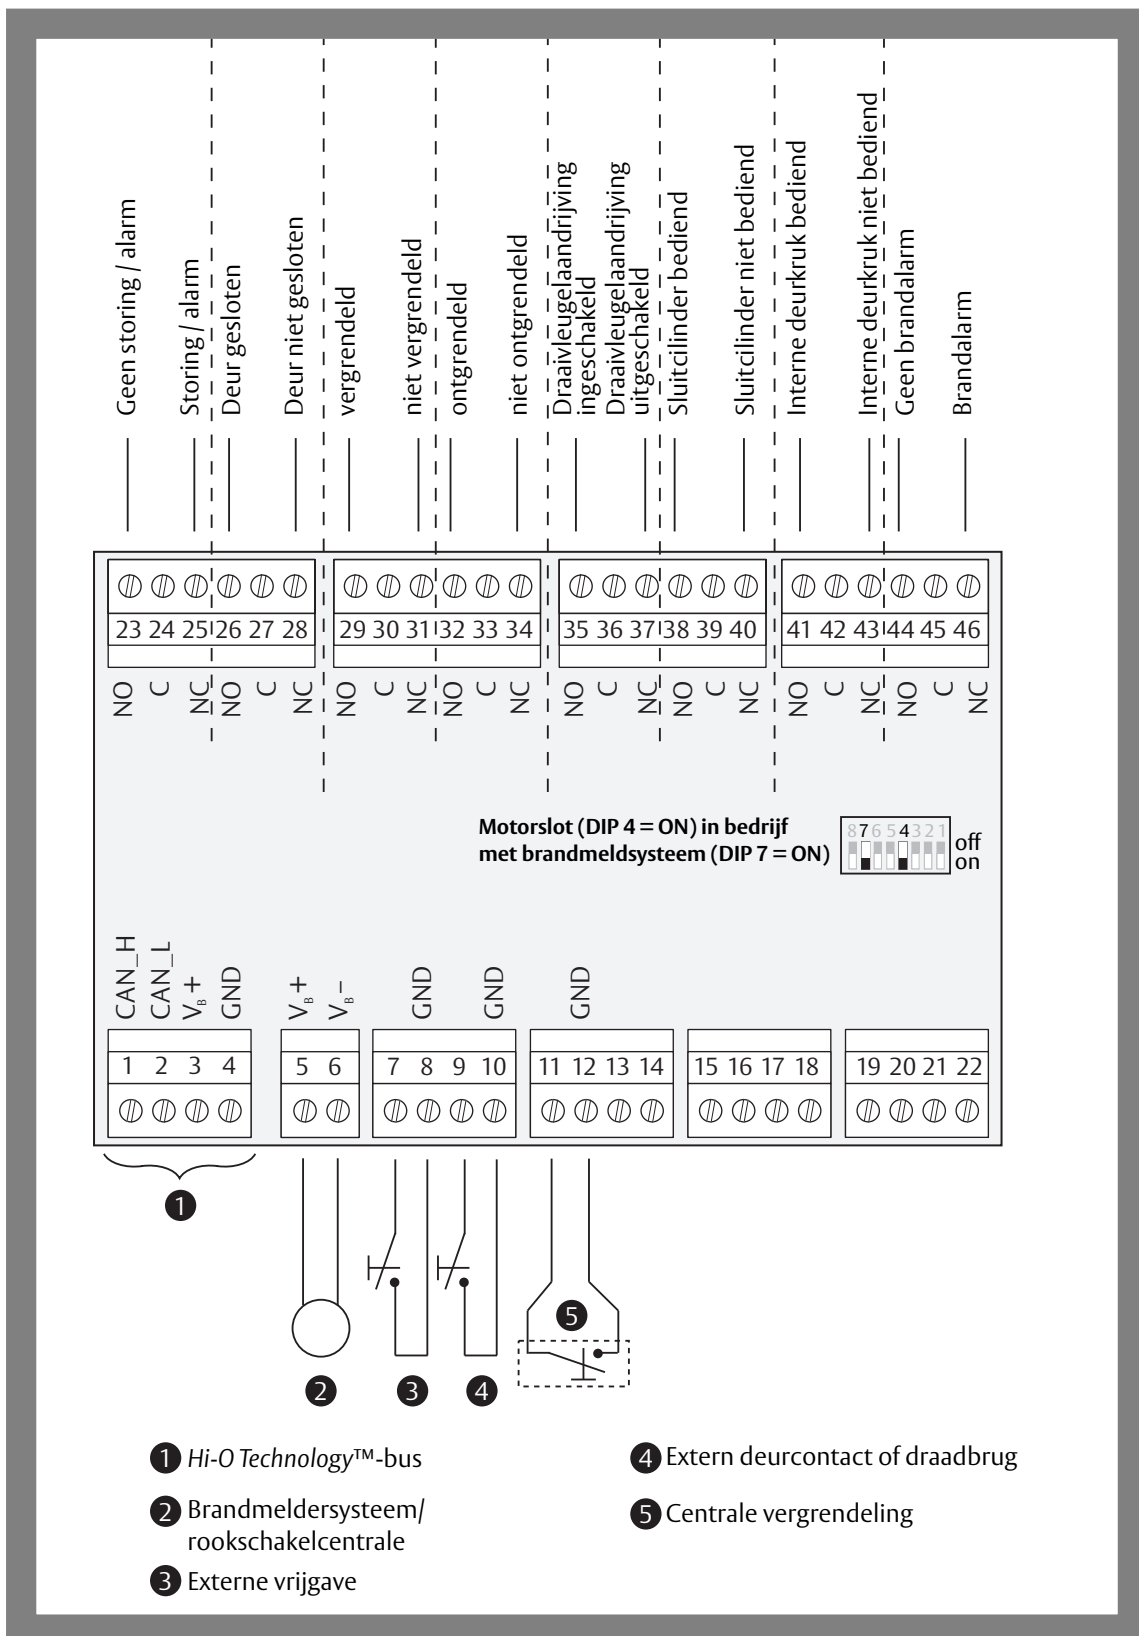 Geen storing / alarm
Storing / alarm
Deur gesloten
Deur niet gesloten
vergrendeld
niet vergrendeld
ontgrendeld
niet ontgrendeld
Draaivleugelaandrijving
ingeschakeld
Draaivleugelaandrijving
uitgeschakeld
Sluitcilinder bediend
Sluitcilinder niet bediend
Interne deurkruk bediend
Interne deurkruk niet bediend
Geen brandalarm
Brandalarm
23 24 25 26 27 28 29 30 31 32 33 34 35 36 37 38 39 40 41 42 43 44 45 46
NO C NC NO C NC NO C NC NO C NC NO C NC NO C NC NO C NC NO C NC
Motorslot (DIP 4 = ON) in bedrijf
met brandmeldsysteem (DIP 7 = ON)
8 7 6 5 4 3 2 1
off
on
CAN_H
CAN_L
VB +
GND
VB +
VB −
GND
GND
GND
1 2 3 4 5 6 7 8 9 10 11 12 13 14 15 16 17 18 19 20 21 22
1
5
2
3
4
1 Hi-O Technology™-bus
2 Brandmeldersysteem/
rookschakelcentrale
3 Externe vrijgave
4 Extern deurcontact of draadbrug
5 Centrale vergrendeling